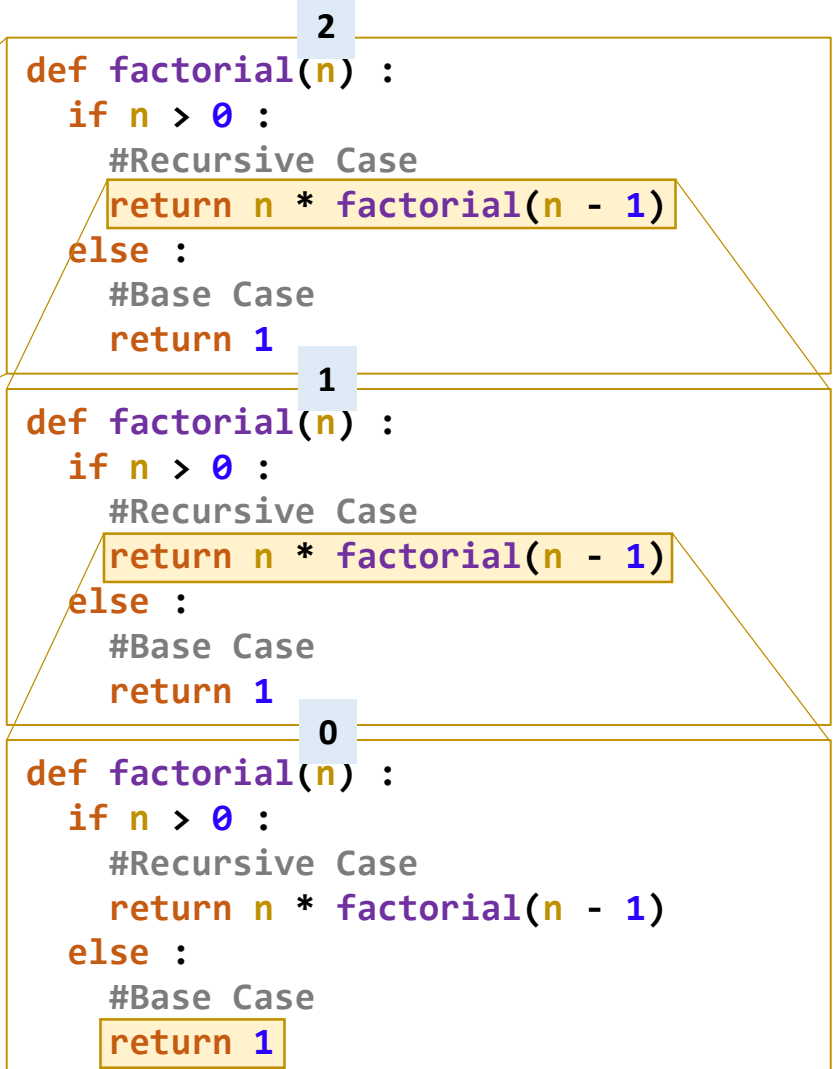 2
def factorial(n) :
  if n > 0 :
    #Recursive Case
    return n * factorial(n - 1)
  else :
    #Base Case
    return 1
1
def factorial(n) :
  if n > 0 :
    #Recursive Case
    return n * factorial(n - 1)
  else :
    #Base Case
    return 1
0
def factorial(n) :
  if n > 0 :
    #Recursive Case
    return n * factorial(n - 1)
  else :
    #Base Case
    return 1